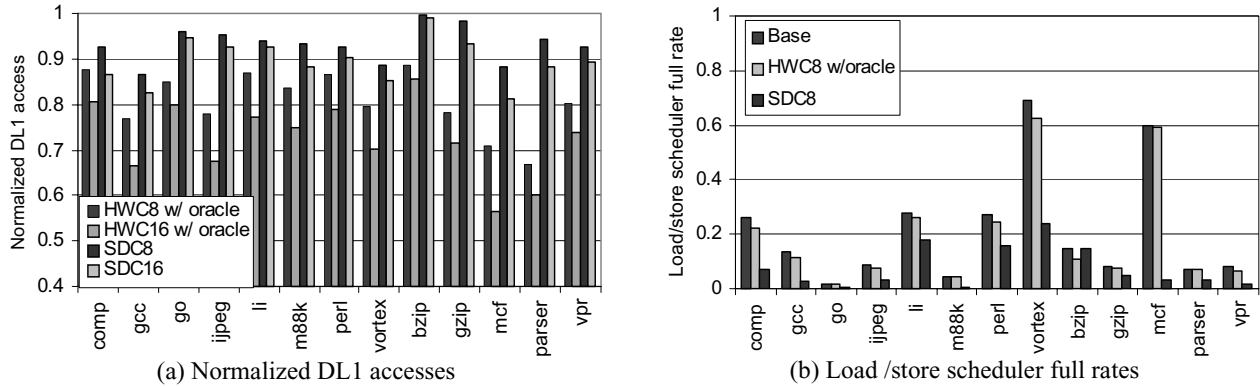 Normalized DL1 access
1
0.9
0.8
0.7
0.6
0.5
0.4
HWC8 w/ oracle
HWC16 w/ oracle
SDC8
SDC16
comp
gcc
go
ijpeg
li
m88k
perl
vortex
bzip
gzip
mcf
parser
vpr
(a) Normalized DL1 accesses
Load/store scheduler full rate
1
0.8
0.6
0.4
0.2
0
Base
HWC8 w/oracle
SDC8
comp
gcc
go
ijpeg
li
m88k
perl
vortex
bzip
gzip
mcf
parser
vpr
(b) Load /store scheduler full rates